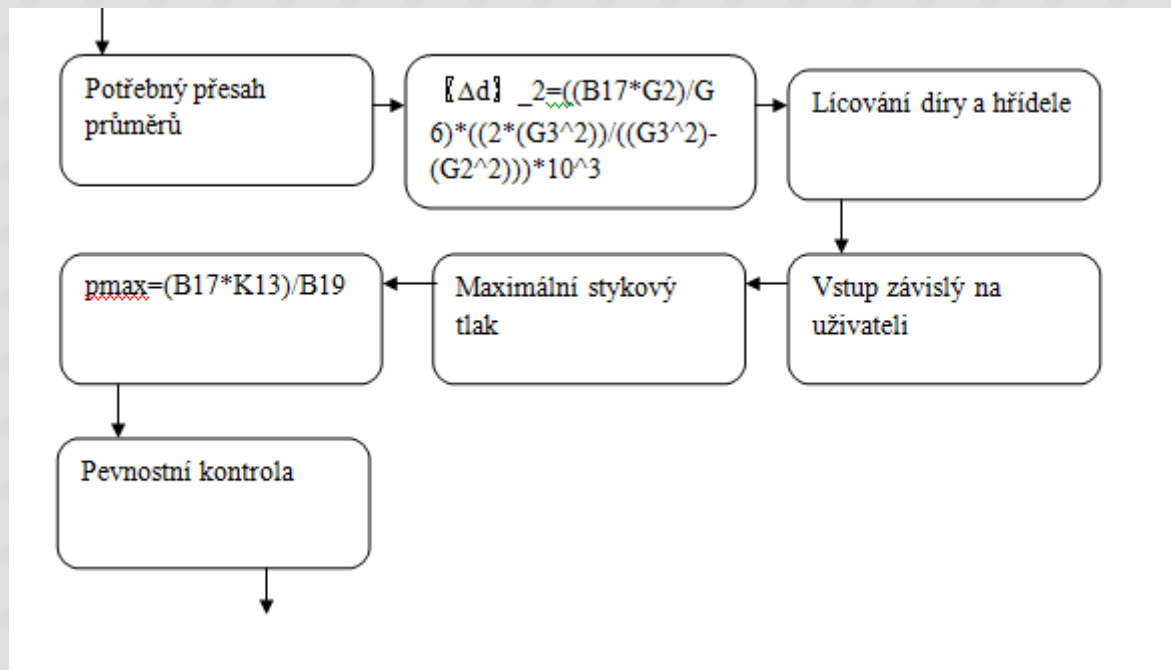 Potřebný přesah
průměrů
〖Δd〗_2=((B17*G2)/G
6)*((2*(G3^2))/((G3^2)-
(G2^2)))*10^3
Lícování díry a hřídele
Vstup závislý na
uživateli
Maximální stykový
tlak
pmax=(B17*K13)/B19
Pevnostní kontrola